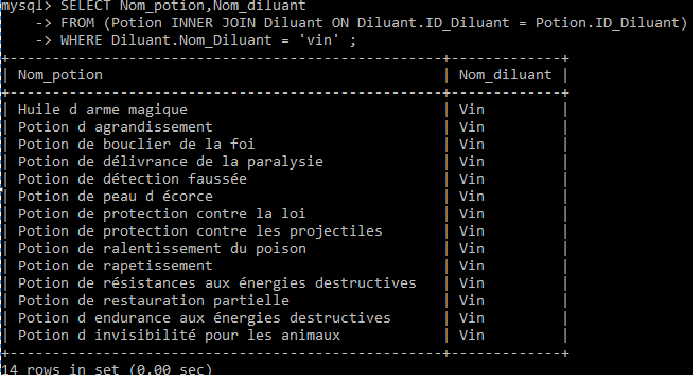 mysql> SELECT Nom_potion,Nom_diluant
-> FROM (Potion INNER JOIN Diluant ON Diluant.ID_Diluant = Potion.ID_Diluant)
-> WHERE Diluant.Nom_Diluant = 'vin' ;
| Nom_potion | Nom_diluant |
| Huile d arme magique | Vin |
| Potion d agrandissement | Vin |
| Potion de bouclier de la foi | Vin |
| Potion de délivrance de la paralysie | Vin |
| Potion de détection faussée | Vin |
| Potion de peau d écorce | Vin |
| Potion de protection contre la loi | Vin |
| Potion de protection contre les projectiles | Vin |
| Potion de ralentissement du poison | Vin |
| Potion de rapetissement | Vin |
| Potion de résistances aux énergies destructives | Vin |
| Potion de restauration partielle | Vin |
| Potion d endurance aux énergies destructives | Vin |
| Potion d invisibilité pour les animaux | Vin |
14 rows in set (0.00 sec)